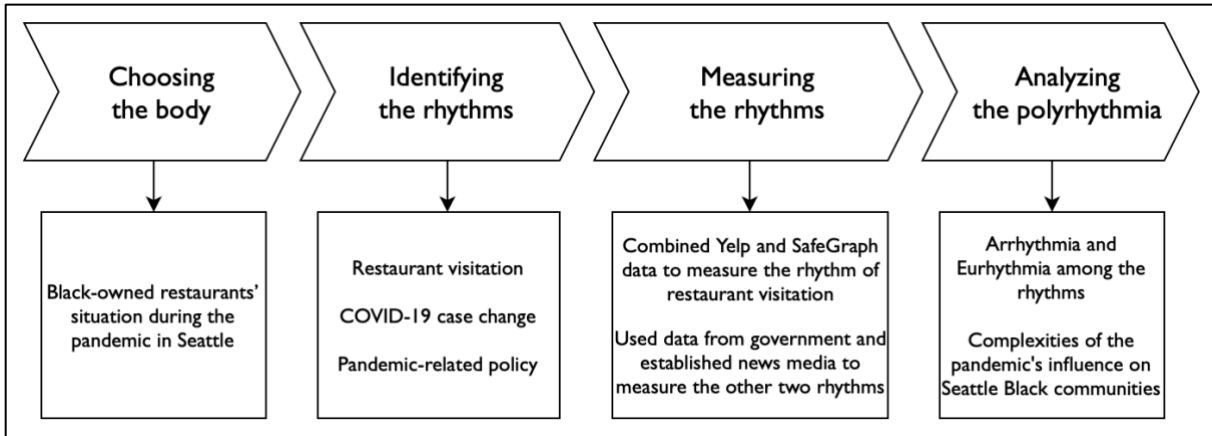 Choosing
the body
Identifying
the rhythms
Measuring
the rhythms
Analyzing
the polyrhythmia
Black-owned restaurants'
situation during the
pandemic in Seattle
Restaurant visitation
COVID-19 case change
Pandemic-related policy
Combined Yelp and SafeGraph
data to measure the rhythm of
restaurant visitation
Used data from government and
established news media to
measure the other two rhythms
Arrhythmia and
Eurhythmia among the
rhythms
Complexities of the
pandemic's influence on
Seattle Black communities